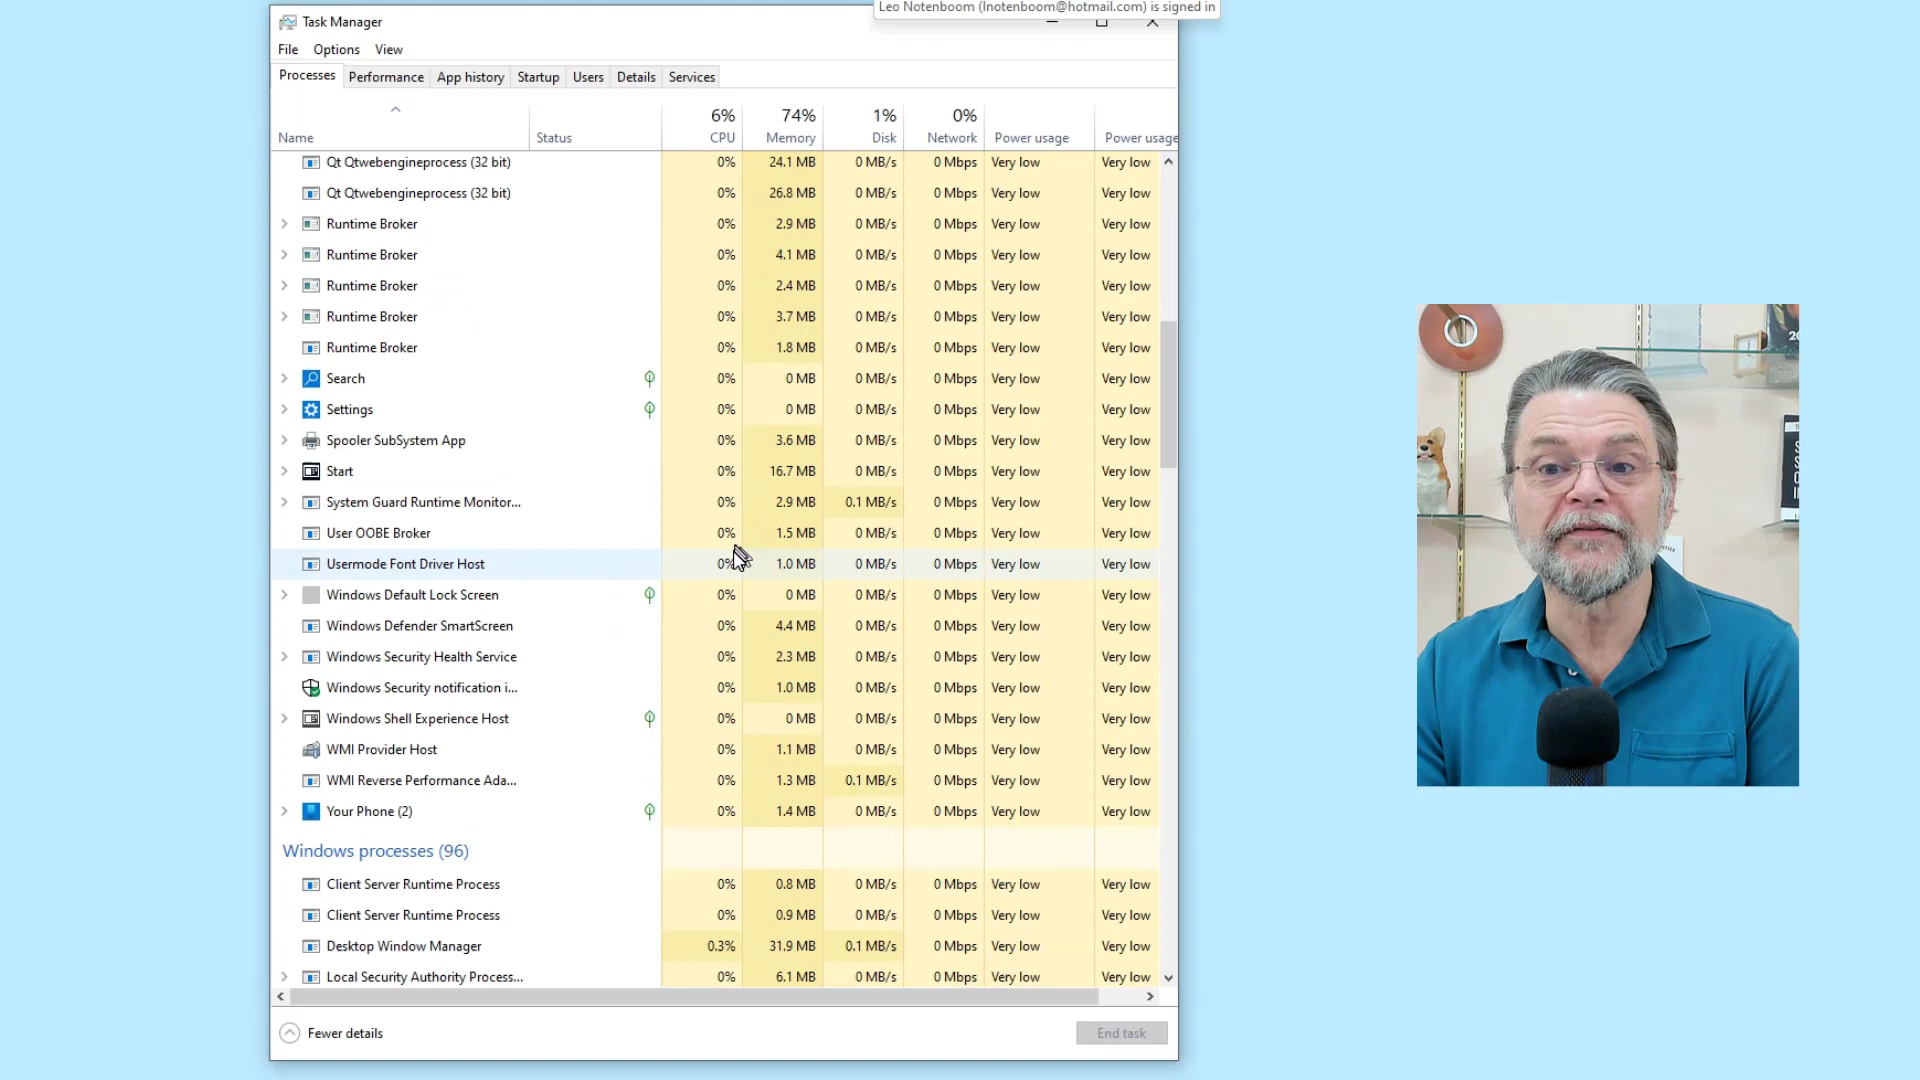 Leo Notenboom (lnotenboom@hotmail.com) is signed in
Task Manager
File Options View
Processes Performance App history Startup Users Details Services
6% 74% 1% 0%
Name Status CPU Memory Disk Network Power usage Power usage
Qt Qtwebengineprocess (32 bit) 0% 24.1 MB 0 MB/s 0 Mbps Very low Very low
Qt Qtwebengineprocess (32 bit) 0% 26.8 MB 0 MB/s 0 Mbps Very low Very low
Runtime Broker 0% 2.9 MB 0 MB/s 0 Mbps Very low Very low
Runtime Broker 0% 4.1 MB 0 MB/s 0 Mbps Very low Very low
Runtime Broker 0% 2.4 MB 0 MB/s 0 Mbps Very low Very low
Runtime Broker 0% 3.7 MB 0 MB/s 0 Mbps Very low Very low
Runtime Broker 0% 1.8 MB 0 MB/s 0 Mbps Very low Very low
Search 0% 0 MB 0 MB/s 0 Mbps Very low Very low
Settings 0% 0 MB 0 MB/s 0 Mbps Very low Very low
Spooler SubSystem App 0% 3.6 MB 0 MB/s 0 Mbps Very low Very low
Start 0% 16.7 MB 0 MB/s 0 Mbps Very low Very low
System Guard Runtime Monitor... 0% 2.9 MB 0.1 MB/s 0 Mbps Very low Very low
User OOBE Broker 0% 1.5 MB 0 MB/s 0 Mbps Very low Very low
Usermode Font Driver Host 0% 1.0 MB 0 MB/s 0 Mbps Very low Very low
Windows Default Lock Screen 0% 0 MB 0 MB/s 0 Mbps Very low Very low
Windows Defender SmartScreen 0% 4.4 MB 0 MB/s 0 Mbps Very low Very low
Windows Security Health Service 0% 2.3 MB 0 MB/s 0 Mbps Very low Very low
Windows Security notification i... 0% 1.0 MB 0 MB/s 0 Mbps Very low Very low
Windows Shell Experience Host 0% 0 MB 0 MB/s 0 Mbps Very low Very low
WMI Provider Host 0% 1.1 MB 0 MB/s 0 Mbps Very low Very low
WMI Reverse Performance Ada... 0% 1.3 MB 0.1 MB/s 0 Mbps Very low Very low
Your Phone (2) 0% 1.4 MB 0 MB/s 0 Mbps Very low Very low
Windows processes (96)
Client Server Runtime Process 0% 0.8 MB 0 MB/s 0 Mbps Very low Very low
Client Server Runtime Process 0% 0.9 MB 0 MB/s 0 Mbps Very low Very low
Desktop Window Manager 0.3% 31.9 MB 0.1 MB/s 0 Mbps Very low Very low
Local Security Authority Process... 0% 6.1 MB 0 MB/s 0 Mbps Very low Very low
Fewer details End task